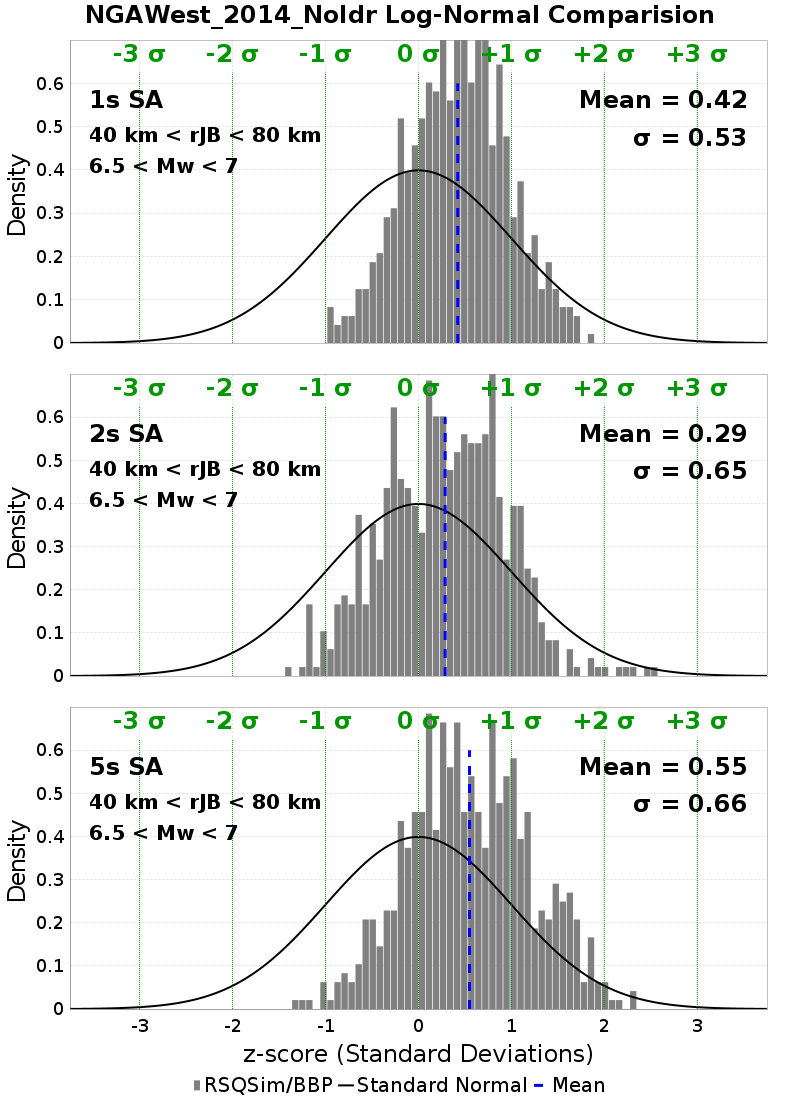 NGAWest_2014_NoIdr Log-Normal Comparision
-3 σ -2 σ -1 σ 0 σ +1 σ +2 σ +3 σ
1s SA
Mean = 0.42
40 km < rJB < 80 km
σ = 0.53
6.5 < Mw < 7
Density
0.6
0.5
0.4
0.3
0.2
0.1
0
-3 σ -2 σ -1 σ 0 σ +1 σ +2 σ +3 σ
2s SA
Mean = 0.29
40 km < rJB < 80 km
σ = 0.65
6.5 < Mw < 7
Density
0.6
0.5
0.4
0.3
0.2
0.1
0
-3 σ -2 σ -1 σ 0 σ +1 σ +2 σ +3 σ
5s SA
Mean = 0.55
40 km < rJB < 80 km
σ = 0.66
6.5 < Mw < 7
Density
0.6
0.5
0.4
0.3
0.2
0.1
0
-3 -2 -1 0 1 2 3
z-score (Standard Deviations)
RSQSim/BBP Standard Normal Mean